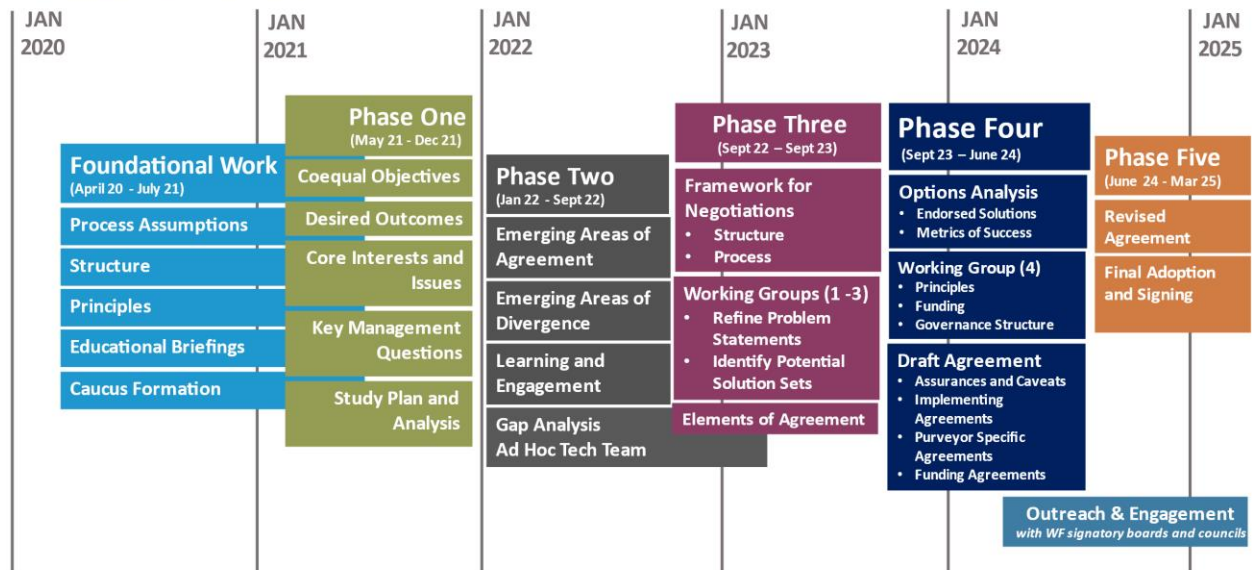 JAN
2020
JAN
2021
JAN
2022
JAN
2023
JAN
2024
JAN
2025
Foundational Work
(April 20 - July 21)
Process Assumptions
Structure
Principles
Educational Briefings
Caucus Formation
Phase One
(May 21 - Dec 21)
Coequal Objectives
Desired Outcomes
Core Interests and
Issues
Key Management
Questions
Study Plan and
Analysis
Phase Two
(Jan 22 - Sept 22)
Emerging Areas of
Agreement
Emerging Areas of
Divergence
Learning and
Engagement
Gap Analysis
Ad Hoc Tech Team
Phase Three
(Sept 22 – Sept 23)
Framework for
Negotiations
• Structure
• Process
Working Groups (1 -3)
• Refine Problem
Statements
• Identify Potential
Solution Sets
Elements of Agreement
Phase Four
(Sept 23 – June 24)
Options Analysis
• Endorsed Solutions
• Metrics of Success
Working Group (4)
• Principles
• Funding
• Governance Structure
Draft Agreement
• Assurances and Caveats
• Implementing
Agreements
• Purveyor Specific
Agreements
• Funding Agreements
Phase Five
(June 24 - Mar 25)
Revised
Agreement
Final Adoption
and Signing
Outreach & Engagement
with WF signatory boards and councils